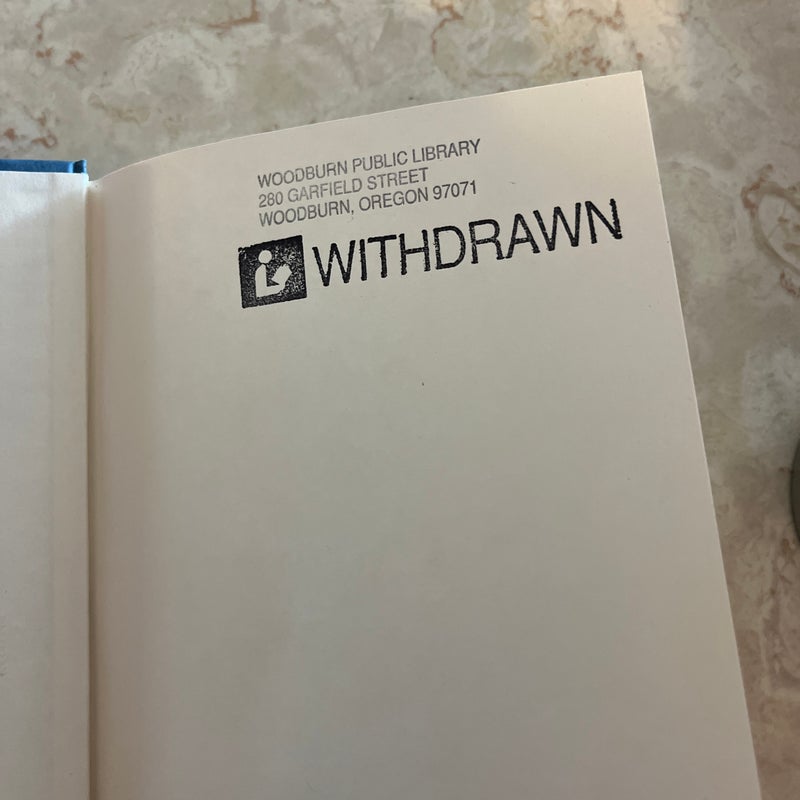 WOODBURN PUBLIC LIBRARY
280 GARFIELD STREET
WOODBURN, OREGON 97071
WITHDRAWN